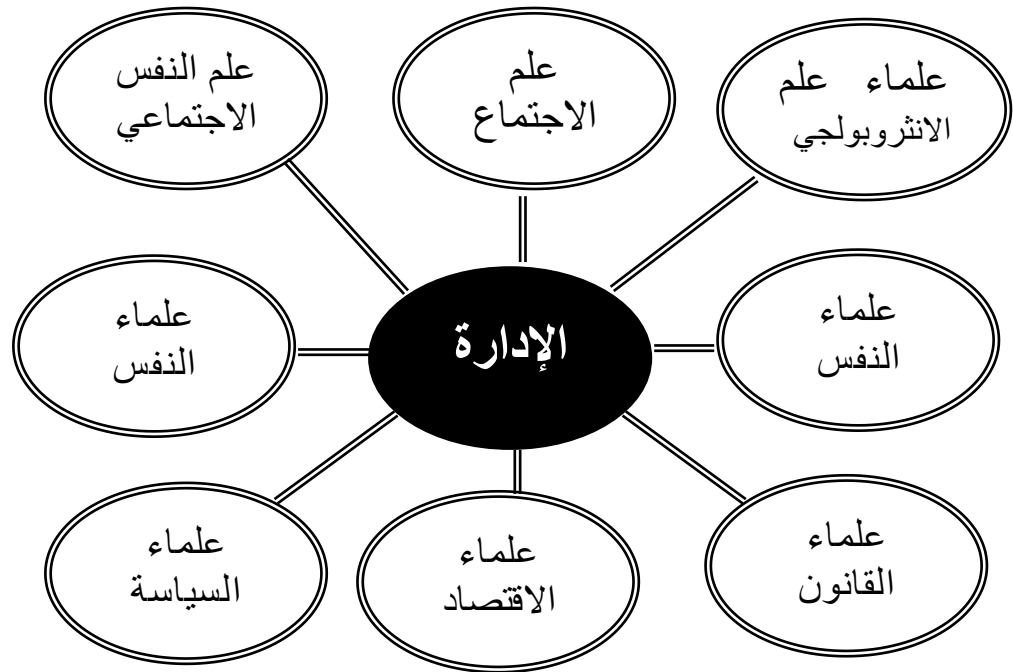 علماء علم
الانثروبولجي
علم
الاجتماع
علم النفس
الاجتماعي
علماء
النفس
الإدارة
علماء
النفس
علماء
القانون
علماء
الاقتصاد
علماء
السياسة